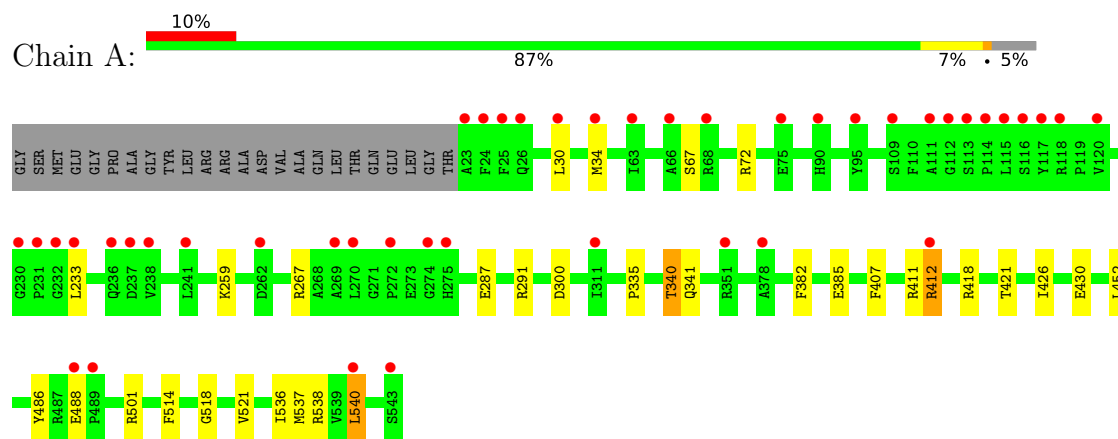 10%
Chain A:
87% 7% • 5%
GLY SER MET GLU GLY PRO ALA GLY TYR LEU ARG ARG ALA ASP VAL ALA GLN LEU THR GLN GLU LEU GLY THR A23 F24 F25 Q26 L30 M34 I63 A66 S67 R68 R72 E75 H90 Y95 S109 F110 A111 G112 S113 P114 L115 S116 Y117 R118 P119 V120
G230 P231 G232 L233 Q236 D237 V238 L241 K259 D262 R267 A268 A269 L270 G271 P272 E273 G274 H275 E287 R291 D300 I311 P335 T340 Q341 R351 A378 F382 E385 F407 R411 R412 R418 T421 I426 E430 L452
Y486 R487 E488 P489 R501 F514 G518 V521 I536 M537 R538 V539 L540 S543